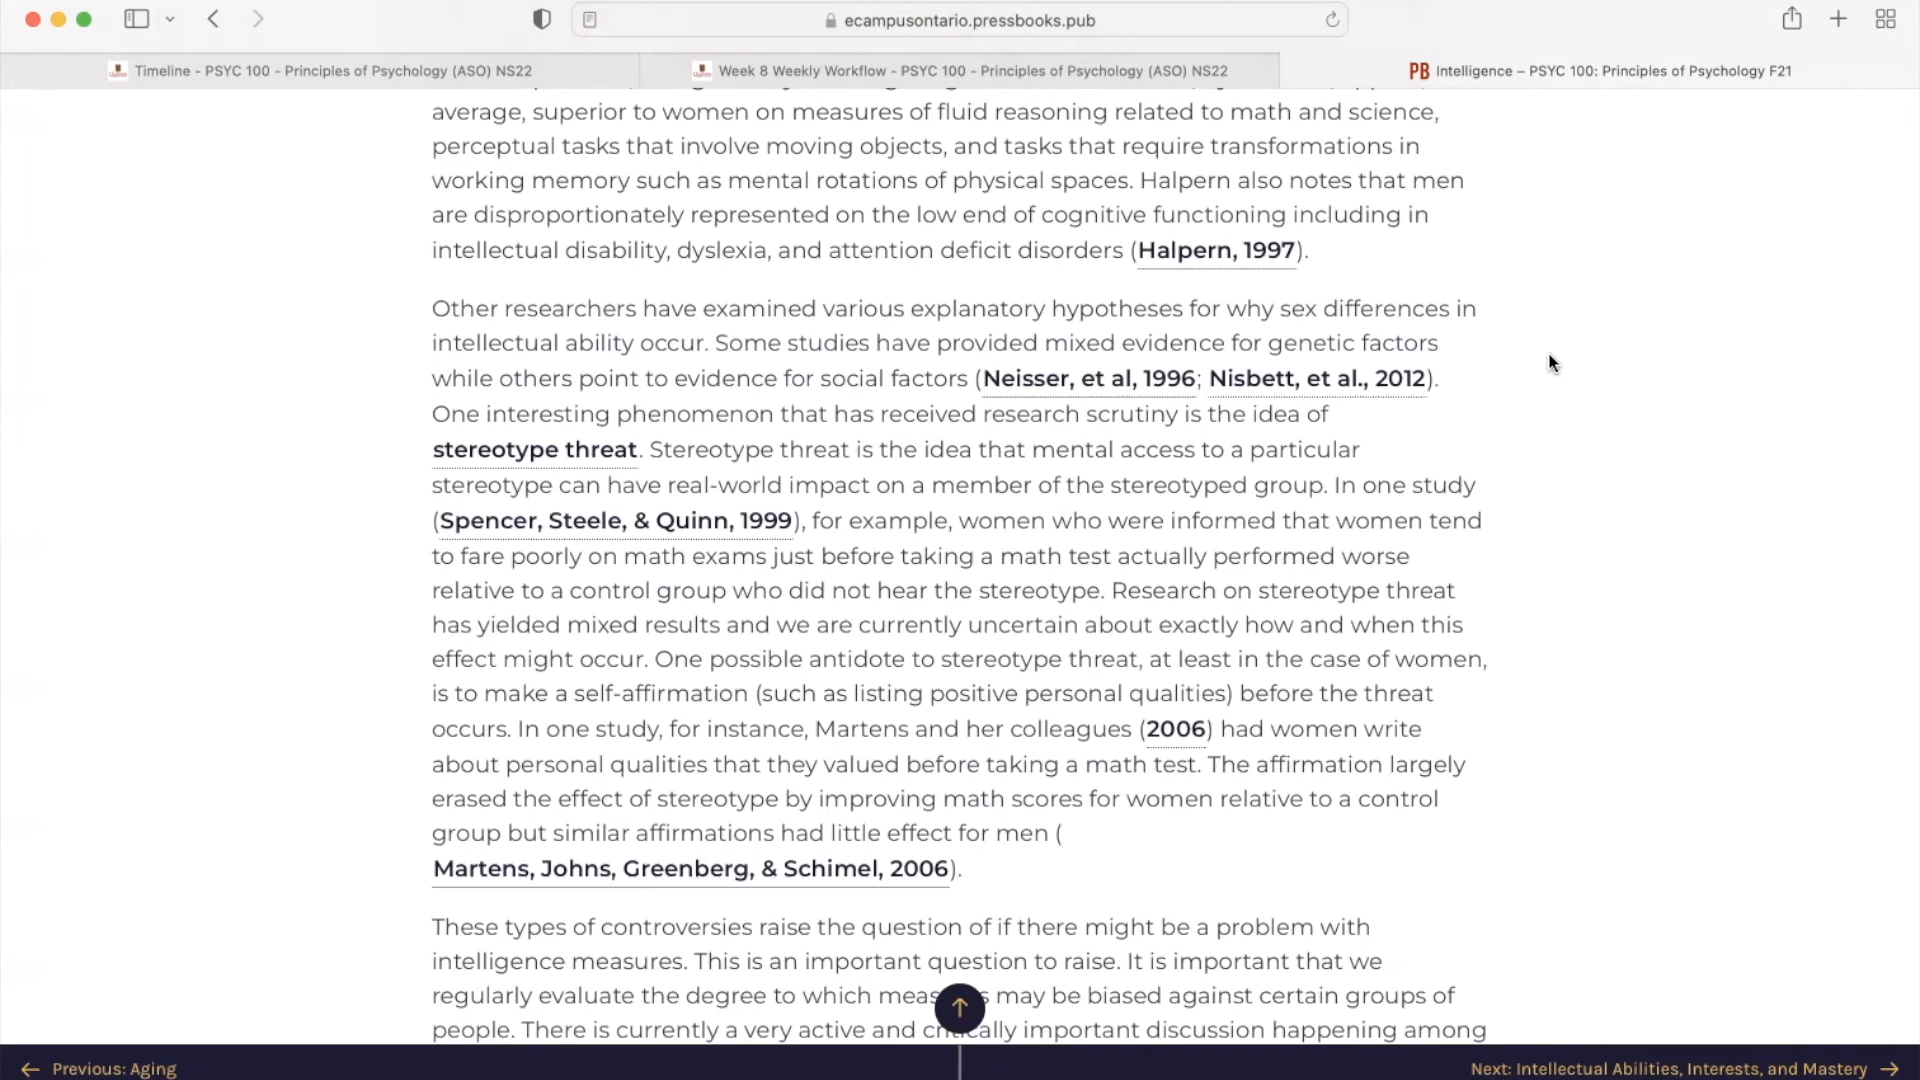 ecampusontario.pressbooks.pub
Timeline - PSYC 100 - Principles of Psychology (ASO) NS22
Week 8 Weekly Workflow - PSYC 100 - Principles of Psychology (ASO) NS22
PB Intelligence – PSYC 100: Principles of Psychology F21
average, superior to women on measures of fluid reasoning related to math and science,
perceptual tasks that involve moving objects, and tasks that require transformations in
working memory such as mental rotations of physical spaces. Halpern also notes that men
are disproportionately represented on the low end of cognitive functioning including in
intellectual disability, dyslexia, and attention deficit disorders (Halpern, 1997).
Other researchers have examined various explanatory hypotheses for why sex differences in
intellectual ability occur. Some studies have provided mixed evidence for genetic factors
while others point to evidence for social factors (Neisser, et al, 1996; Nisbett, et al., 2012).
One interesting phenomenon that has received research scrutiny is the idea of
stereotype threat. Stereotype threat is the idea that mental access to a particular
stereotype can have real-world impact on a member of the stereotyped group. In one study
(Spencer, Steele, & Quinn, 1999), for example, women who were informed that women tend
to fare poorly on math exams just before taking a math test actually performed worse
relative to a control group who did not hear the stereotype. Research on stereotype threat
has yielded mixed results and we are currently uncertain about exactly how and when this
effect might occur. One possible antidote to stereotype threat, at least in the case of women,
is to make a self-affirmation (such as listing positive personal qualities) before the threat
occurs. In one study, for instance, Martens and her colleagues (2006) had women write
about personal qualities that they valued before taking a math test. The affirmation largely
erased the effect of stereotype by improving math scores for women relative to a control
group but similar affirmations had little effect for men (
Martens, Johns, Greenberg, & Schimel, 2006).
These types of controversies raise the question of if there might be a problem with
intelligence measures. This is an important question to raise. It is important that we
regularly evaluate the degree to which measures may be biased against certain groups of
people. There is currently a very active and critically important discussion happening among
← Previous: Aging
Next: Intellectual Abilities, Interests, and Mastery →